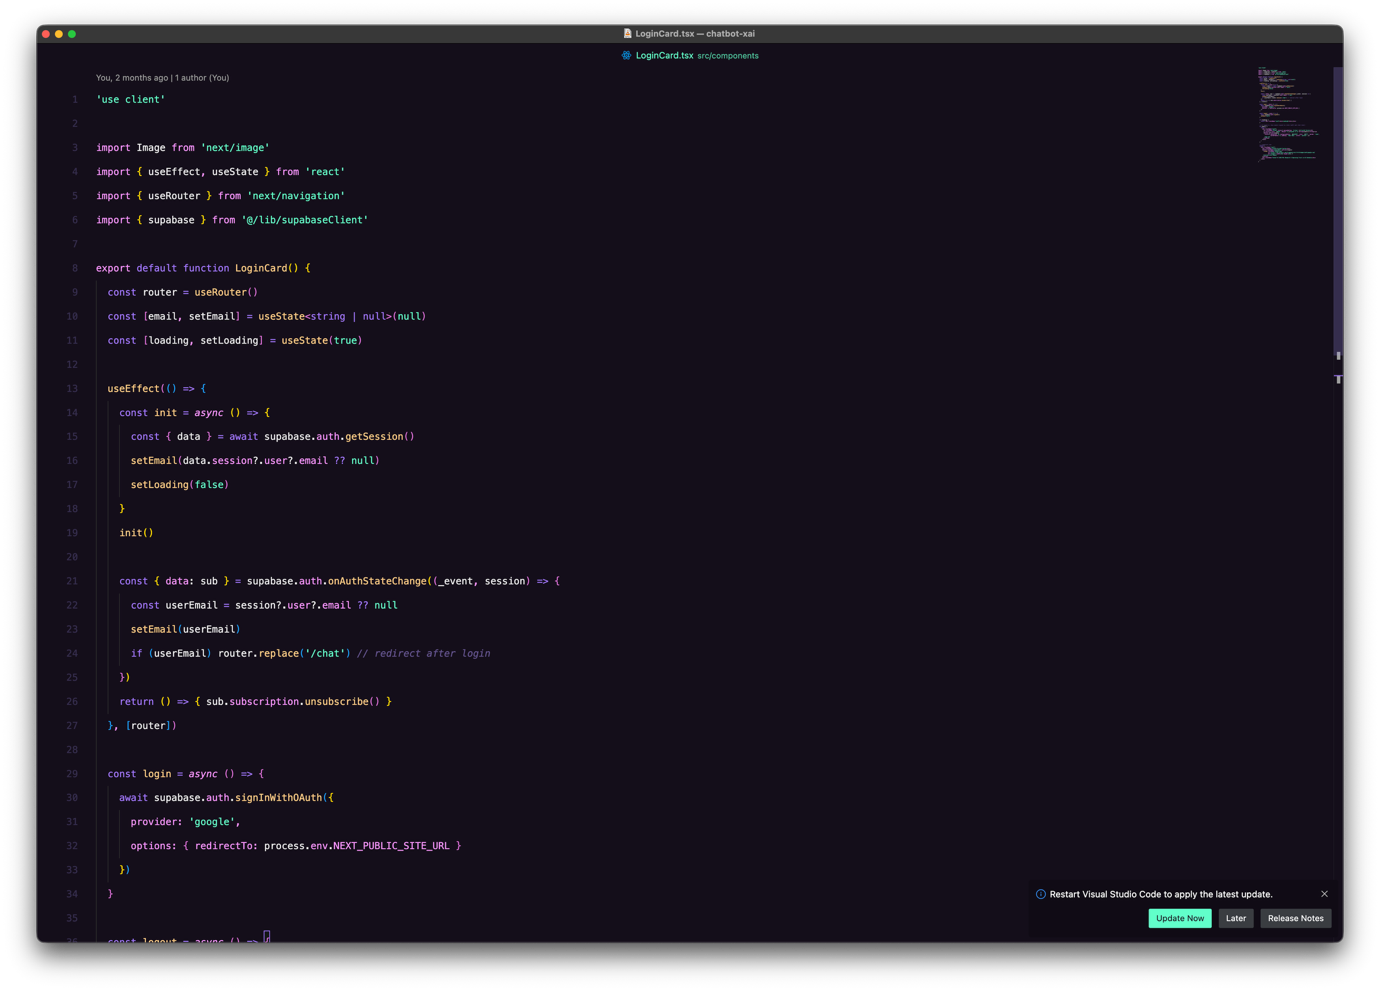 LoginCard.tsx — chatbot-xai
LoginCard.tsx src/components
You, 2 months ago | 1 author (You)
1 'use client'
2
3 import Image from 'next/image'
4 import { useEffect, useState } from 'react'
5 import { useRouter } from 'next/navigation'
6 import { supabase } from '@/lib/supabaseClient'
7
8 export default function LoginCard() {
9 const router = useRouter()
10 const [email, setEmail] = useState<string | null>(null)
11 const [loading, setLoading] = useState(true)
12
13 useEffect(() => {
14 const init = async () => {
15 const { data } = await supabase.auth.getSession()
16 setEmail(data.session?.user?.email ?? null)
17 setLoading(false)
18 }
19 init()
20
21 const { data: sub } = supabase.auth.onAuthStateChange((_event, session) => {
22 const userEmail = session?.user?.email ?? null
23 setEmail(userEmail)
24 if (userEmail) router.replace('/chat') // redirect after login
25 })
26 return () => { sub.subscription.unsubscribe() }
27 }, [router])
28
29 const login = async () => {
30 await supabase.auth.signInWithOAuth({
31 provider: 'google',
32 options: { redirectTo: process.env.NEXT_PUBLIC_SITE_URL }
33 })
34 }
35
36 const logout = async () => {
Restart Visual Studio Code to apply the latest update.
Update Now
Later
Release Notes